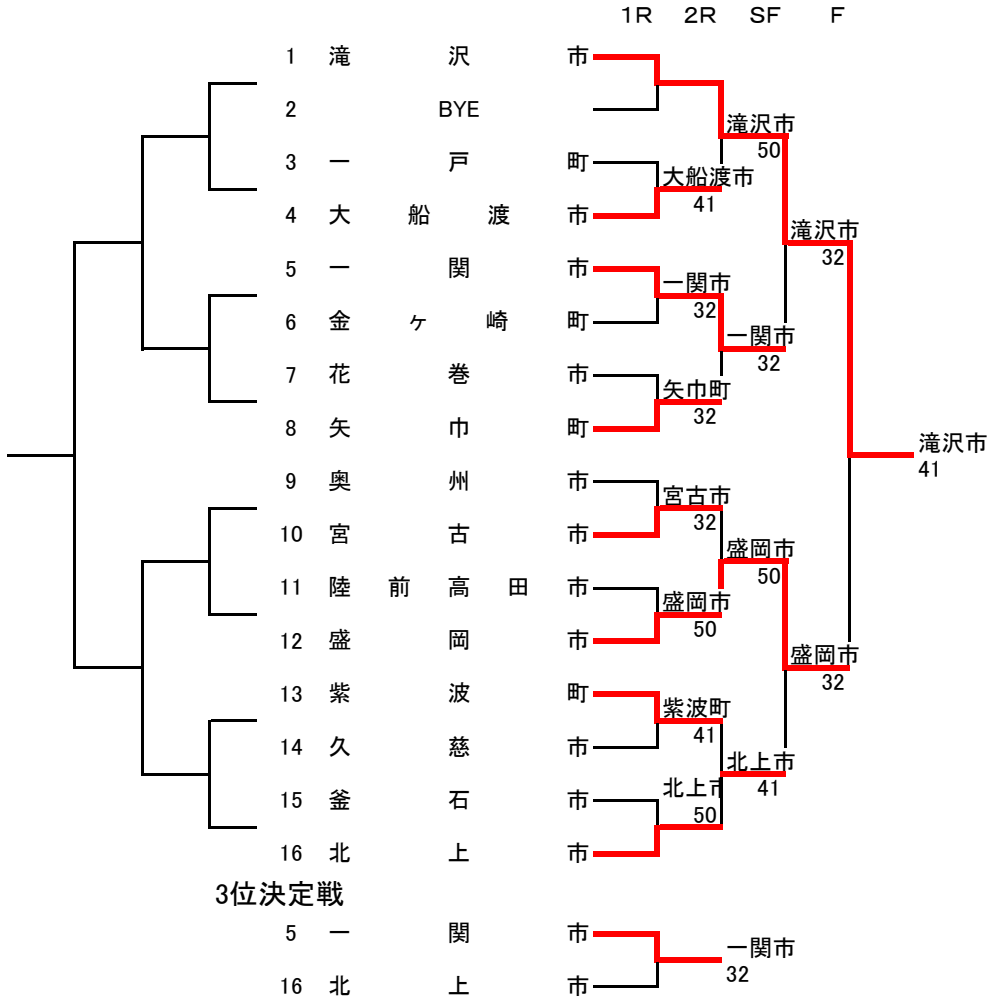 1R 2R SF F
1 滝沢市
2 BYE
滝沢市
50
3 一戸町
大船渡市
41
4 大船渡市
滝沢市
32
5 一関市
一関市
32
6 金ヶ崎町
一関市
32
7 花巻市
矢巾町
32
8 矢巾町
滝沢市
41
9 奥州市
宮古市
32
10 宮古市
盛岡市
50
11 陸前高田市
盛岡市
50
12 盛岡市
盛岡市
32
13 紫波町
紫波町
41
14 久慈市
北上市
41
15 釜石市
北上市
50
16 北上市
3位決定戦
5 一関市
一関市
32
16 北上市